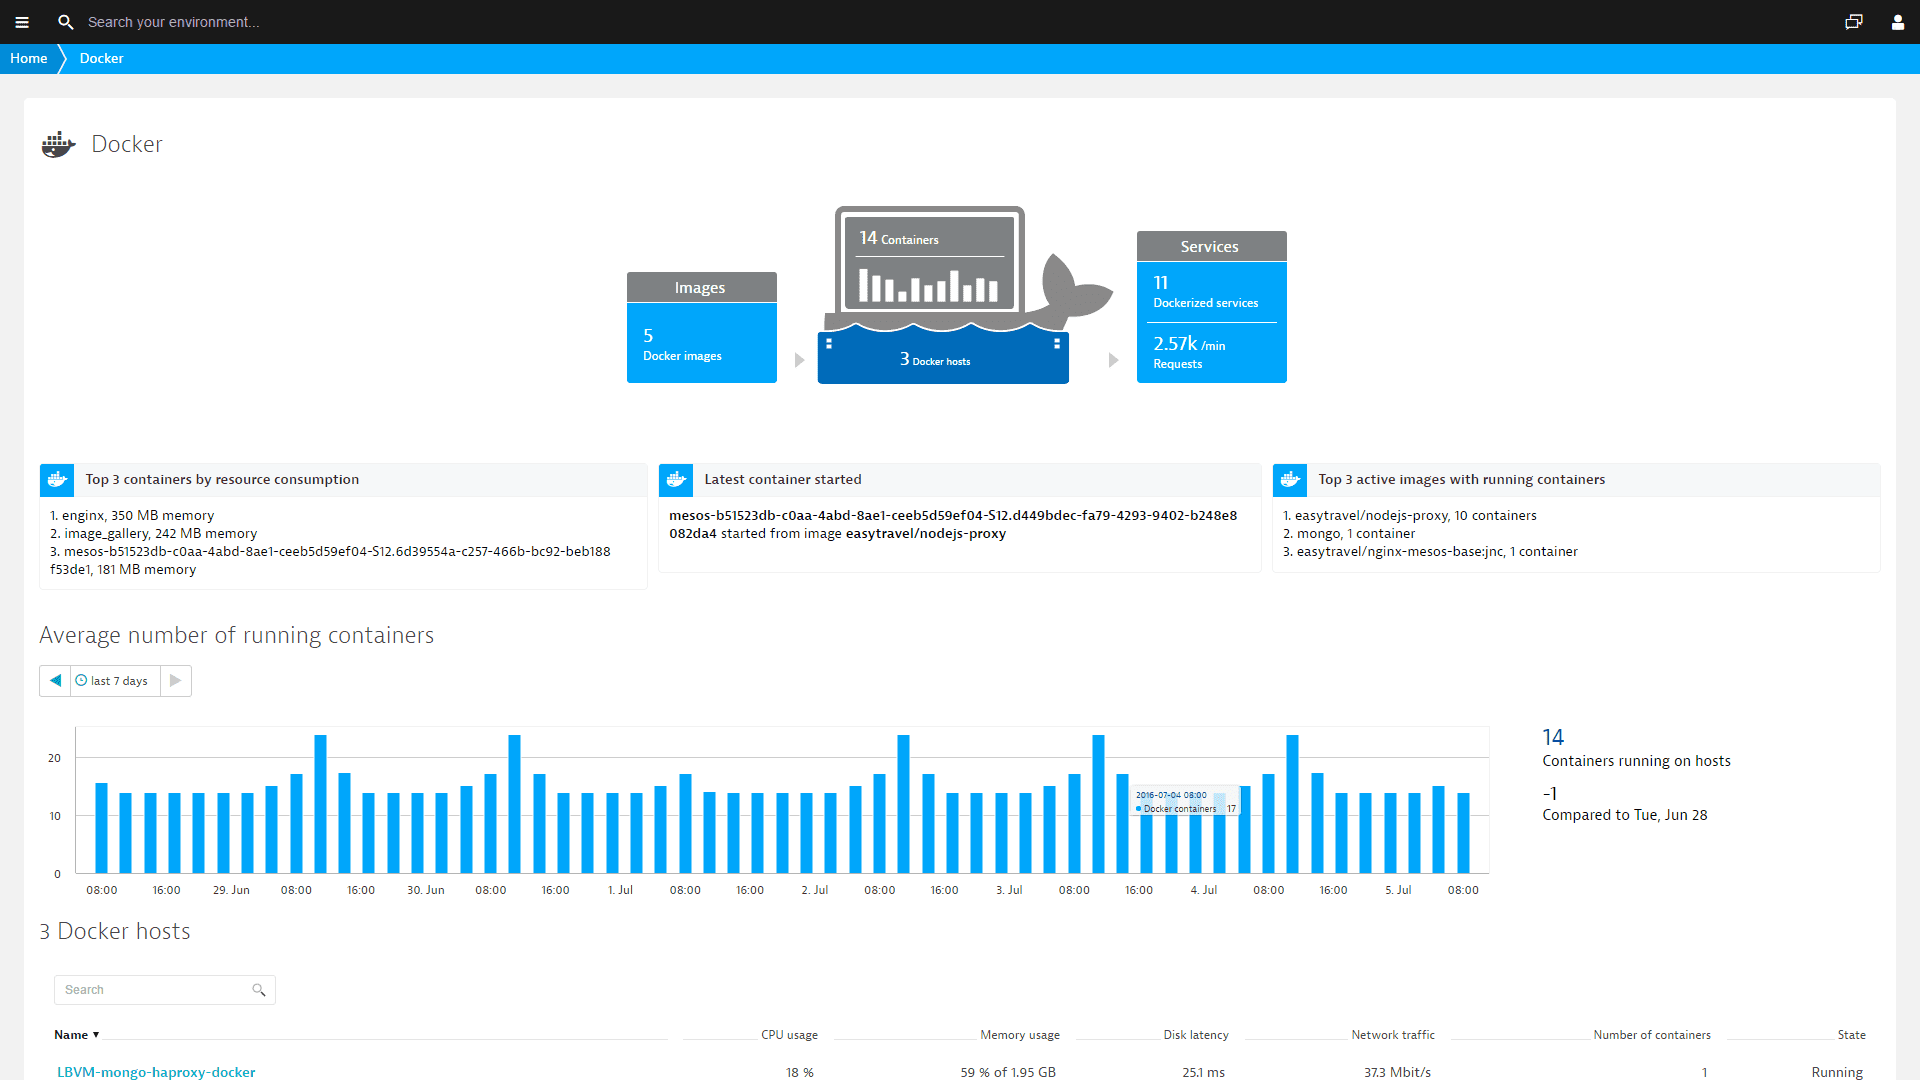 Search your environment...
Home
Docker
Docker
14 Containers
Images
5
Docker images
3 Docker hosts
Services
11
Dockerized services
2.57k /min
Requests
Top 3 containers by resource consumption
1. enginx, 350 MB memory
2. image_gallery, 242 MB memory
3. mesos-b51523db-c0aa-4abd-8ae1-ceeb5d59ef04-S12.6d39554a-c257-466b-bc92-beb188
f53de1, 181 MB memory
Latest container started
mesos-b51523db-c0aa-4abd-8ae1-ceeb5d59ef04-S12.d449bdec-fa79-4293-9402-b248e8
082da4 started from image easytravel/nodejs-proxy
Top 3 active images with running containers
1. easytravel/nodejs-proxy, 10 containers
2. mongo, 1 container
3. easytravel/nginx-mesos-base:jnc, 1 container
Average number of running containers
last 7 days
20
10
0
2016-07-04 08:00
Docker containers 17
08:00 16:00 29. Jun 08:00 16:00 30. Jun 08:00 16:00 1. Jul 08:00 16:00 2. Jul 08:00 16:00 3. Jul 08:00 16:00 4. Jul 08:00 16:00 5. Jul 08:00
14
Containers running on hosts
-1
Compared to Tue, Jun 28
3 Docker hosts
Search
Name ▼ CPU usage Memory usage Disk latency Network traffic Number of containers State
LBVM-mongo-haproxy-docker 18 % 59 % of 1.95 GB 25.1 ms 37.3 Mbit/s 1 Running